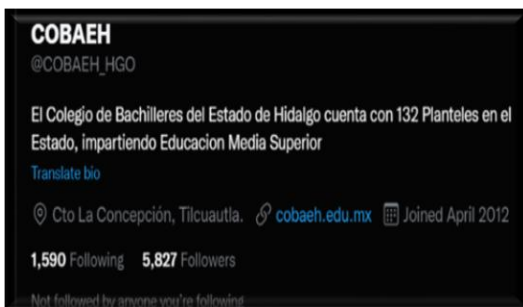 COBAEH
@COBAEH_HGO
El Colegio de Bachilleres del Estado de Hidalgo cuenta con 132 Planteles en el
Estado, impartiendo Educacion Media Superior
Translate bio
Cto La Concepción, Tilcuautla. cobaeh.edu.mx Joined April 2012
1,590 Following 5,827 Followers
Not followed by anyone you're following